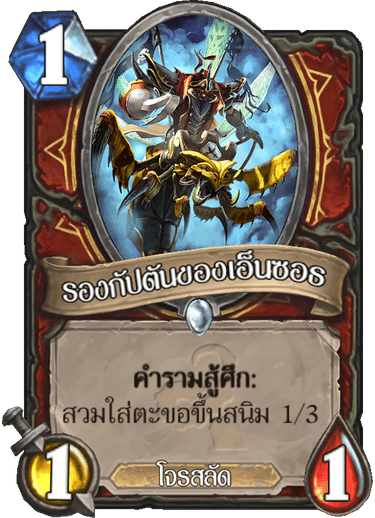 1
รองกัปตันของเอ็นซอธ
คำรามสู้ศึก:
สวมใส่ตะขอขึ้นสนิม 1/3
1
โจรสลัด
1